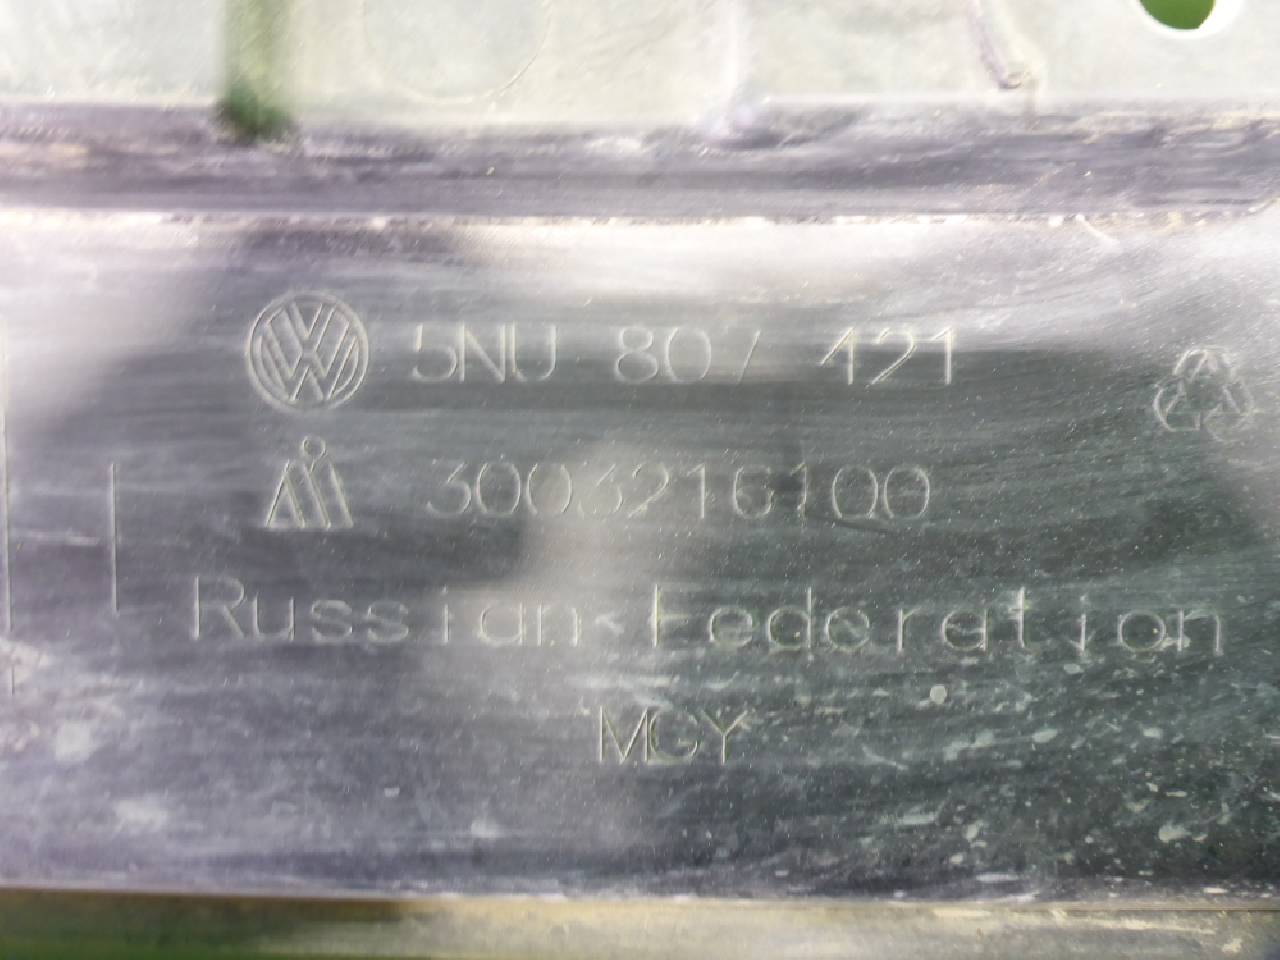 5NU 807 421
3003216100
Russian Federation
MGY